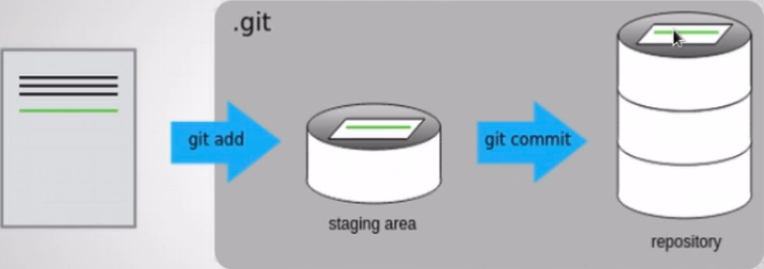 .git
git add
git commit
staging area
repository